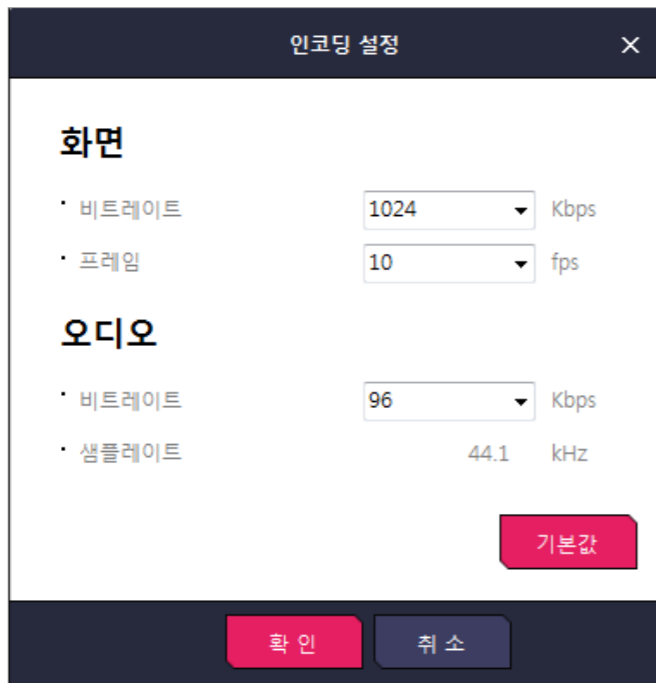 인코딩 설정 ×
화면
· 비트레이트 1024 Kbps
· 프레임 10 fps
오디오
· 비트레이트 96 Kbps
· 샘플레이트 44.1 kHz
기본값
확 인 취 소